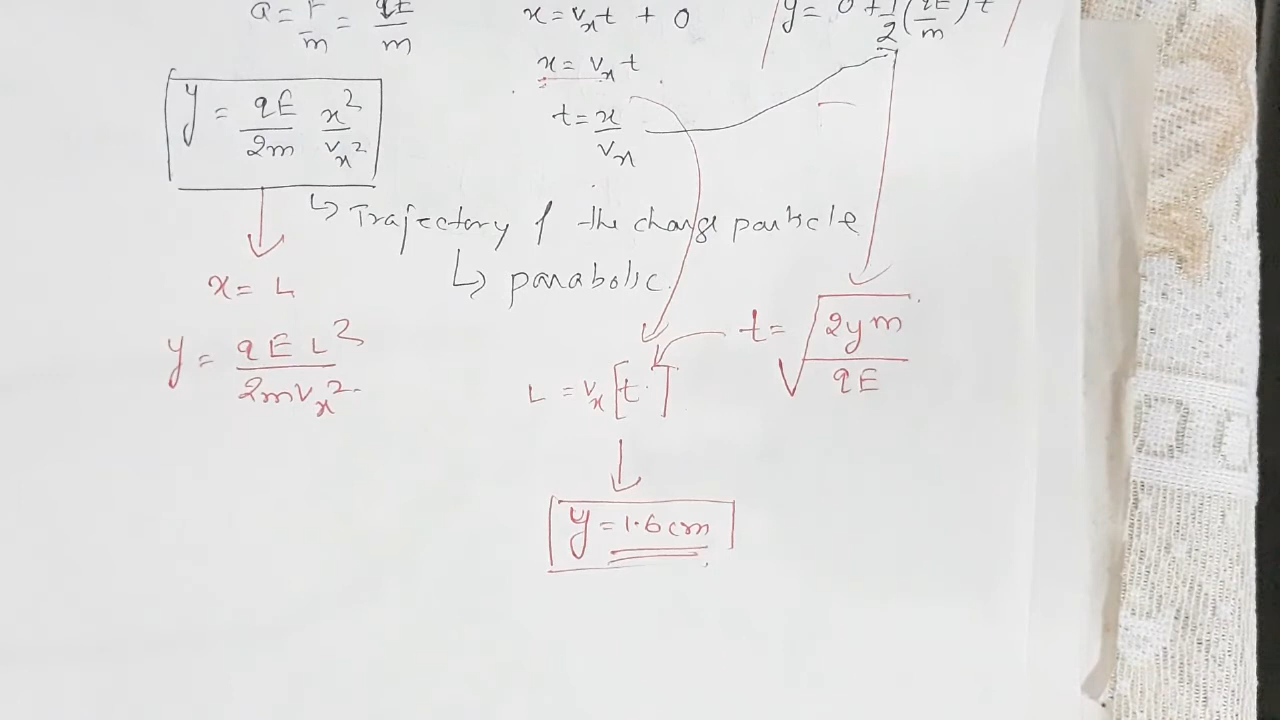 a = F/m = qE/m
x = vₓt + 0
y = 0 + 1/2 (qE/m) t
x = vₓ t
y = qE/2m x²/vₓ²
t = x/vₓ
↳ Trajectory of the charge particle
↳ parabolic.
x = L
y = qEL²/2mvₓ²
t = √(2ym/qE)
L = vₓ [t]
y = 1.6 cm